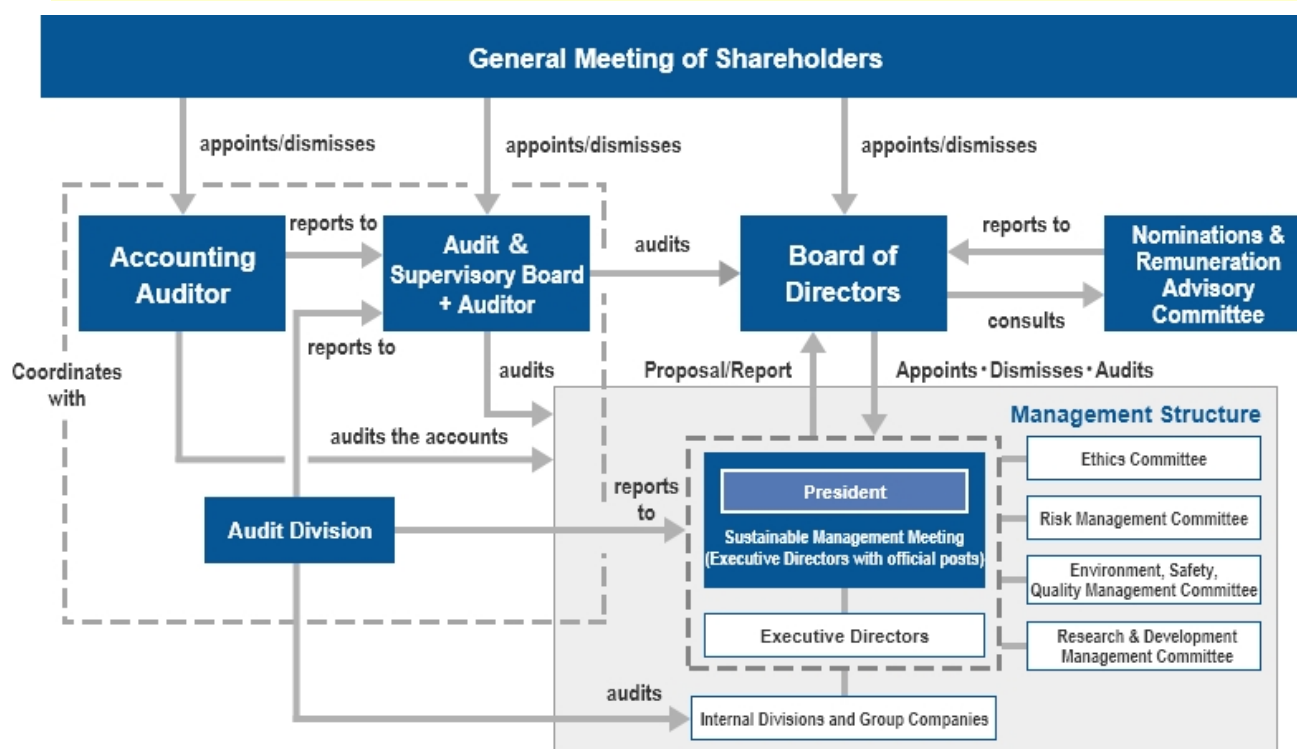 General Meeting of Shareholders
appoints/dismisses
appoints/dismisses
appoints/dismisses
Accounting
Auditor
reports to
Audit &
Supervisory Board
+ Auditor
audits
Board of
Directors
reports to
consults
Nominations &
Remuneration
Advisory
Committee
reports to
Coordinates
with
audits
audits the accounts
Proposal/Report
Appoints・Dismisses・Audits
Management Structure
Audit Division
reports
to
President
Sustainable Management Meeting
(Executive Directors with official posts)
Executive Directors
Ethics Committee
Risk Management Committee
Environment, Safety,
Quality Management Committee
Research & Development
Management Committee
audits
Internal Divisions and Group Companies